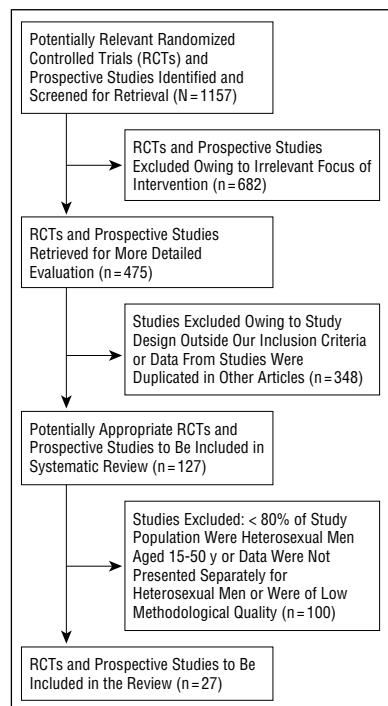 Potentially Relevant Randomized
Controlled Trials (RCTs) and
Prospective Studies Identified and
Screened for Retrieval (N = 1157)
RCTs and Prospective Studies
Excluded Owing to Irrelevant Focus of
Intervention (n = 682)
RCTs and Prospective Studies
Retrieved for More Detailed
Evaluation (n = 475)
Studies Excluded Owing to Study
Design Outside Our Inclusion Criteria
or Data From Studies Were
Duplicated in Other Articles (n = 348)
Potentially Appropriate RCTs and
Prospective Studies to Be Included in
Systematic Review (n = 127)
Studies Excluded: < 80% of Study
Population Were Heterosexual Men
Aged 15-50 y or Data Were Not
Presented Separately for
Heterosexual Men or Were of Low
Methodological Quality (n = 100)
RCTs and Prospective Studies to Be
Included in the Review (n = 27)